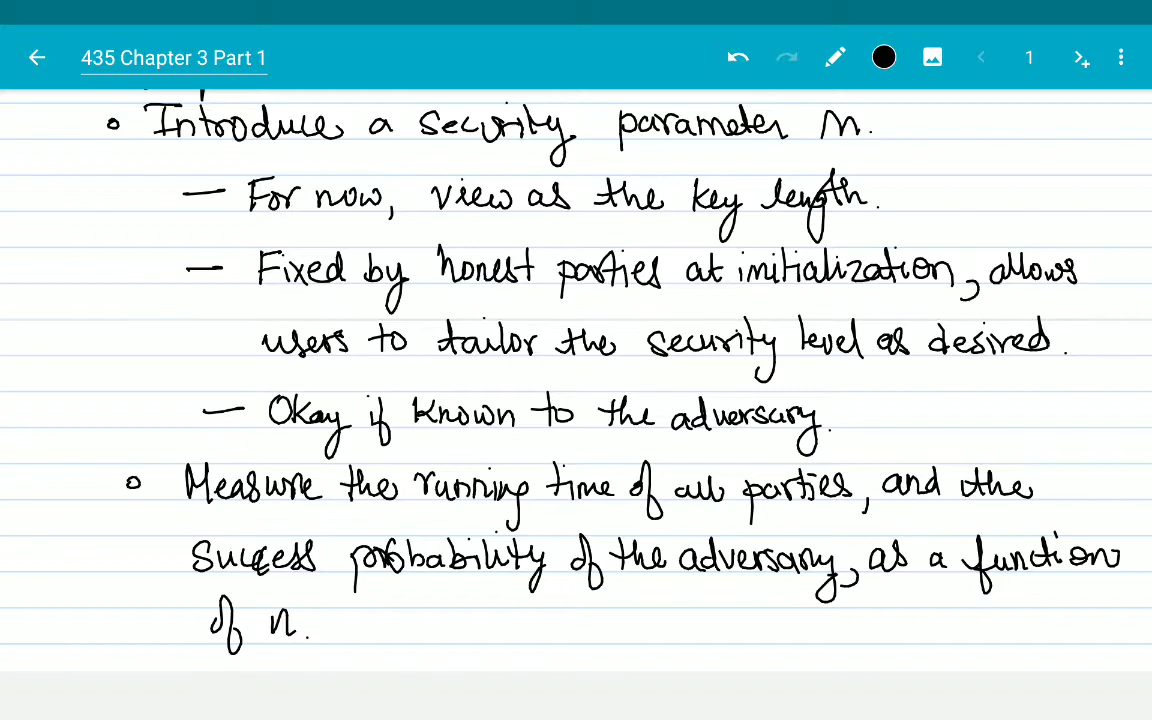 435 Chapter 3 Part 1
1
• Introduce a security parameter n.
— For now, view as the key length.
— Fixed by honest parties at initialization, allows
users to tailor the security level as desired.
— Okay if known to the adversary.
• Measure the running time of all parties, and the
success probability of the adversary, as a function
of n.